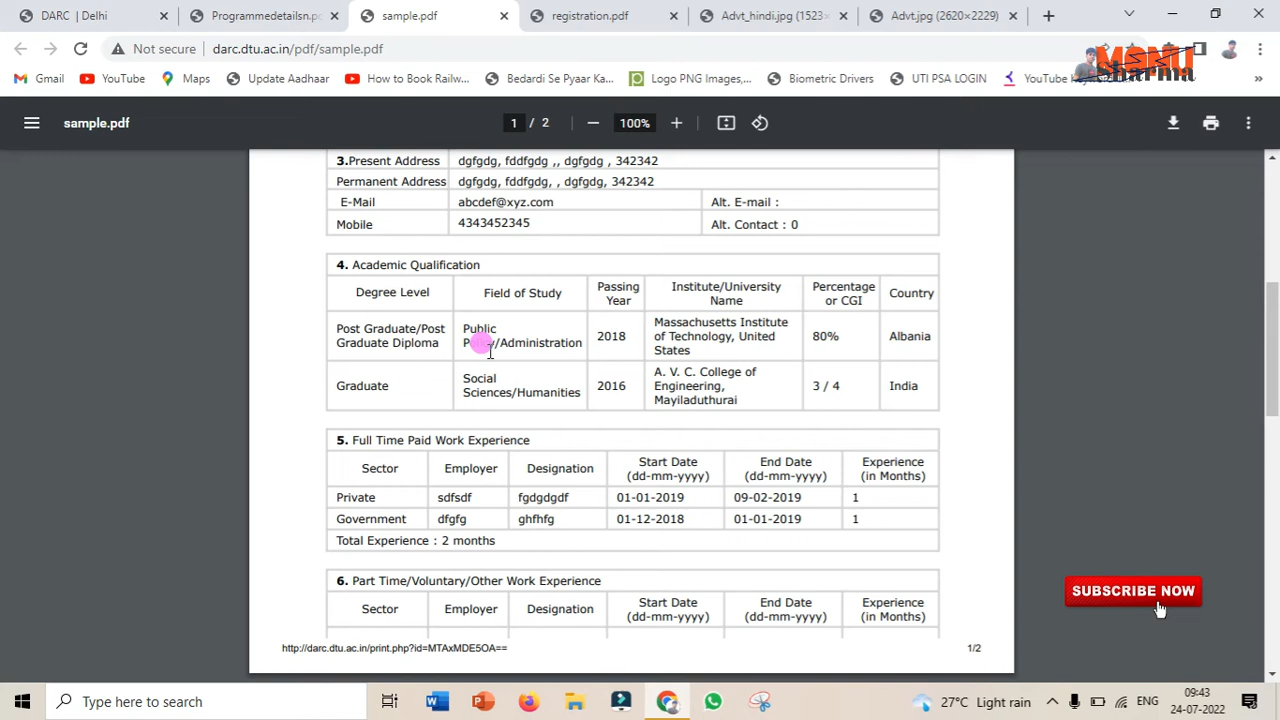 DARC | Delhi
Programmedetailsn.pc
sample.pdf
registration.pdf
Advt_hindi.jpg (1523×
Advt.jpg (2620×2229)
Not secure
darc.dtu.ac.in/pdf/sample.pdf
MONU
Sharma
Gmail
YouTube
Maps
Update Aadhaar
How to Book Railw...
Bedardi Se Pyaar Ka...
Logo PNG Images,...
Biometric Drivers
UTI PSA LOGIN
sample.pdf
1 / 2
100%
3.Present Address dgfgdg, fddfgdg ,, dgfgdg , 342342
Permanent Address dgfgdg, fddfgdg, , dgfgdg, 342342
E-Mail abcdef@xyz.com Alt. E-mail :
Mobile 4343452345 Alt. Contact : 0
4. Academic Qualification
Degree Level
Field of Study
Passing
Year
Institute/University
Name
Percentage
or CGI
Country
Post Graduate/Post
Graduate Diploma
Public
Policy/Administration
2018
Massachusetts Institute
of Technology, United
States
80%
Albania
Graduate
Social
Sciences/Humanities
2016
A. V. C. College of
Engineering,
Mayiladuthurai
3 / 4
India
5. Full Time Paid Work Experience
Sector
Employer
Designation
Start Date
(dd-mm-yyyy)
End Date
(dd-mm-yyyy)
Experience
(in Months)
Private sdfsdf fgdgdgdf 01-01-2019 09-02-2019 1
Government dfgfg ghfhfg 01-12-2018 01-01-2019 1
Total Experience : 2 months
6. Part Time/Voluntary/Other Work Experience
Sector
Employer
Designation
Start Date
(dd-mm-yyyy)
End Date
(dd-mm-yyyy)
Experience
(in Months)
http://darc.dtu.ac.in/print.php?id=MTAxMDE5OA==
1/2
SUBSCRIBE NOW
Type here to search
27°C Light rain
ENG
09:43
24-07-2022